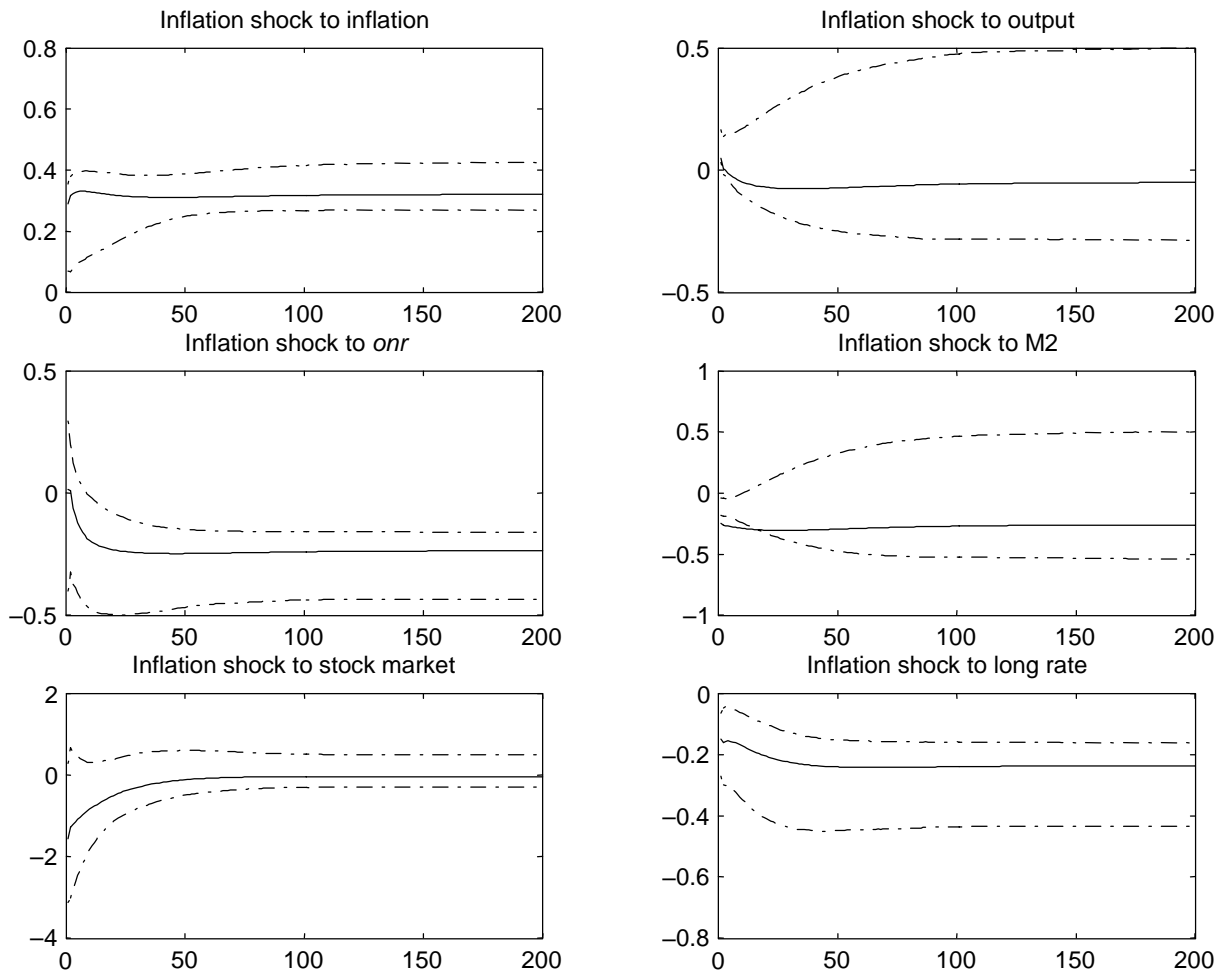 Inflation shock to inflation
0.8
0.6
0.4
0.2
0
0 50 100 150 200
Inflation shock to output
0.5
0
–0.5
0 50 100 150 200
Inflation shock to onr
0.5
0
–0.5
0 50 100 150 200
Inflation shock to M2
1
0.5
0
–0.5
–1
0 50 100 150 200
Inflation shock to stock market
2
0
–2
–4
0 50 100 150 200
Inflation shock to long rate
0
–0.2
–0.4
–0.6
–0.8
0 50 100 150 200